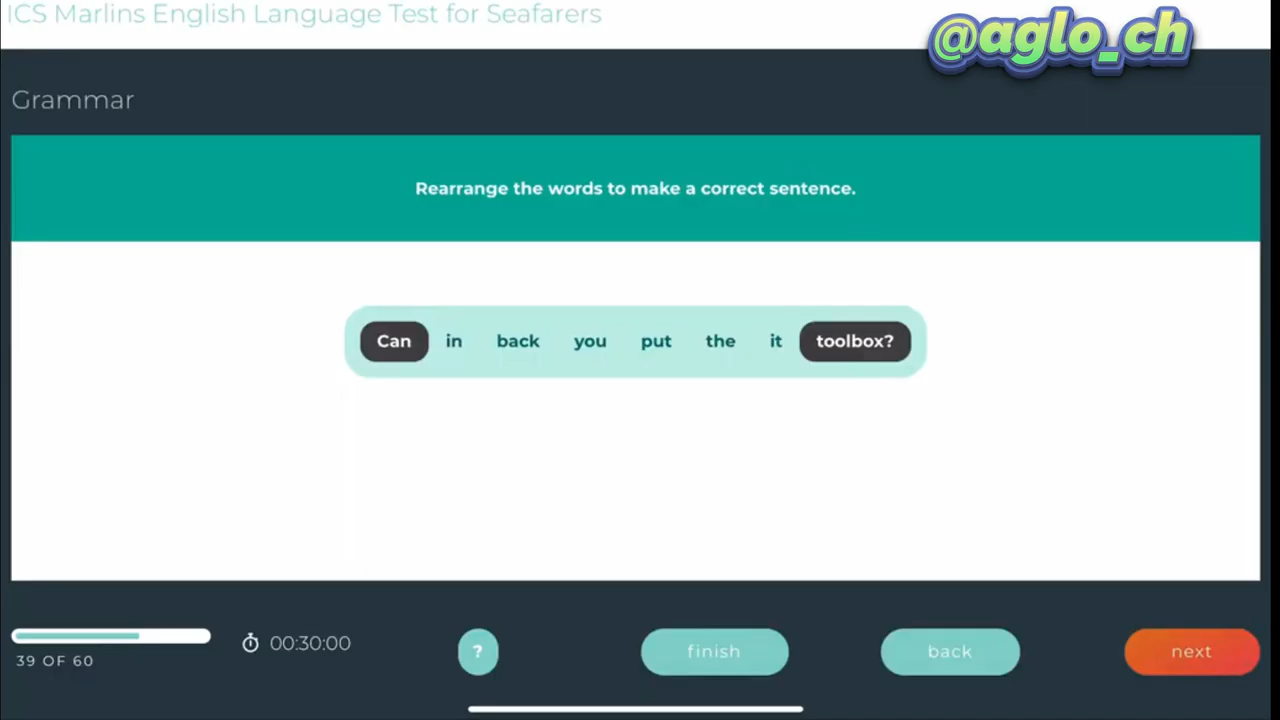 ICS Marlins English Language Test for Seafarers
@aglo_ch
Grammar
Rearrange the words to make a correct sentence.
Can in back you put the it toolbox?
39 OF 60
00:30:00
?
finish
back
next